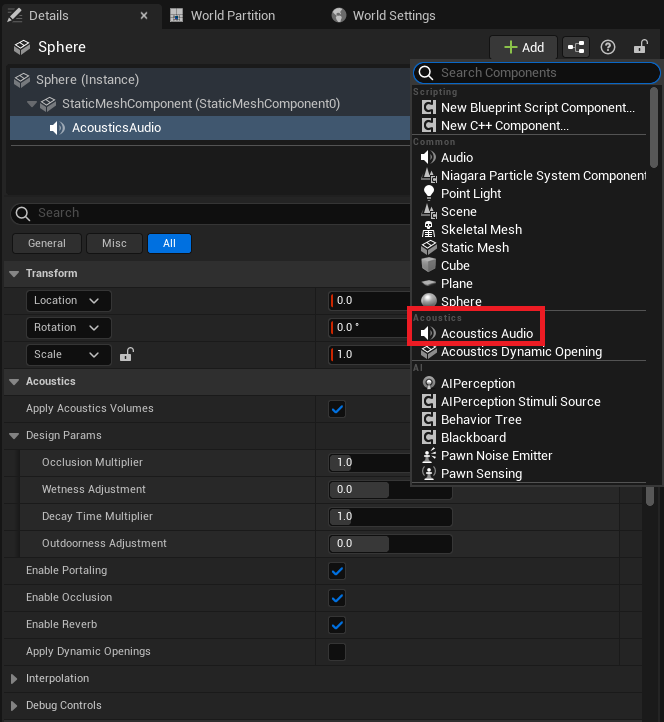 Details
World Partition
World Settings
Sphere
Add
Search Components
Sphere (Instance)
StaticMeshComponent (StaticMeshComponent0)
AcousticsAudio
Scripting
New Blueprint Script Component...
New C++ Component...
Common
Audio
Niagara Particle System Component
Point Light
Scene
Skeletal Mesh
Static Mesh
Cube
Plane
Sphere
Acoustics
Acoustics Audio
Acoustics Dynamic Opening
AI
AIPerception
AIPerception Stimuli Source
Behavior Tree
Blackboard
Pawn Noise Emitter
Pawn Sensing
Search
General Misc All
Transform
Location 0.0
Rotation 0.0 °
Scale 1.0
Acoustics
Apply Acoustics Volumes
Design Params
Occlusion Multiplier 1.0
Wetness Adjustment 0.0
Decay Time Multiplier 1.0
Outdoorness Adjustment 0.0
Enable Portaling
Enable Occlusion
Enable Reverb
Apply Dynamic Openings
Interpolation
Debug Controls